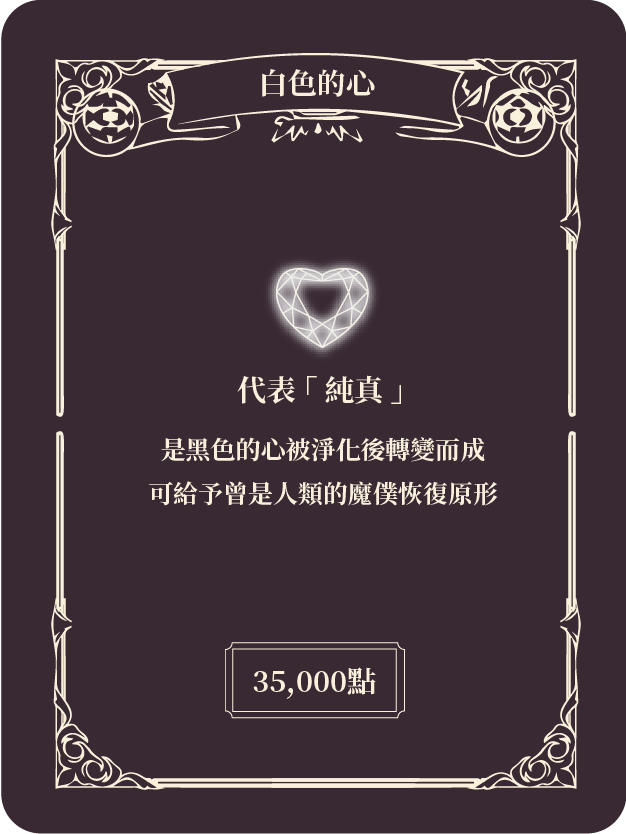 白色的心
代表「純真」
是黑色的心被淨化後轉變而成
可給予曾是人類的魔僕恢復原形
35,000點